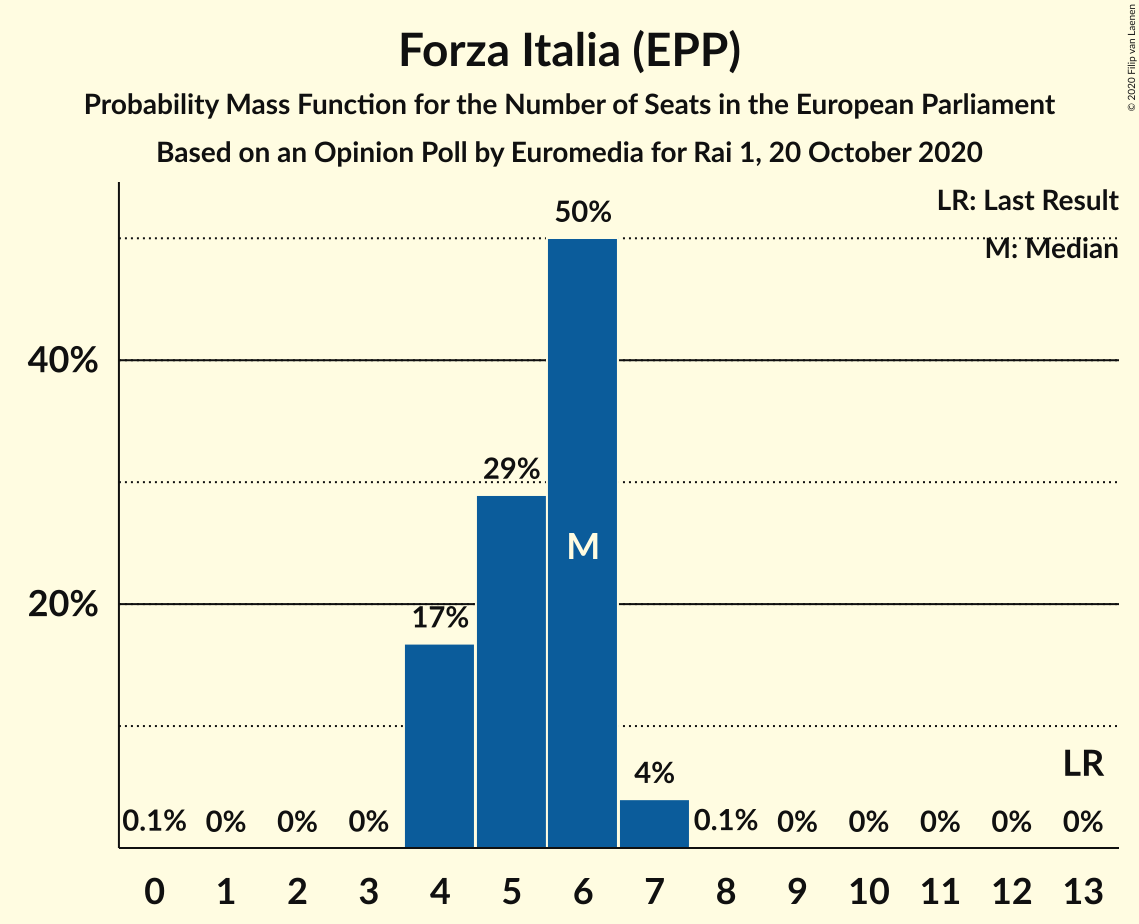 Forza Italia (EPP)
Probability Mass Function for the Number of Seats in the European Parliament
Based on an Opinion Poll by Euromedia for Rai 1, 20 October 2020
© 2020 Filip van Laenen
LR: Last Result
M: Median
50%
40%
29%
M
20%
17%
LR
4%
0.1% 0% 0% 0% 0.1% 0% 0% 0% 0% 0%
0 1 2 3 4 5 6 7 8 9 10 11 12 13